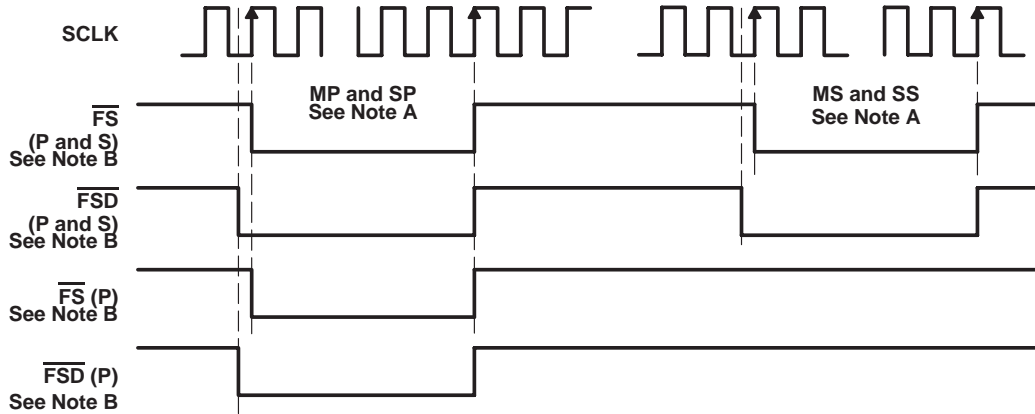 SCLK
MP and SP
See Note A
MS and SS
See Note A
FS
(P and S)
See Note B
FSD
(P and S)
See Note B
FS (P)
See Note B
FSD (P)
See Note B